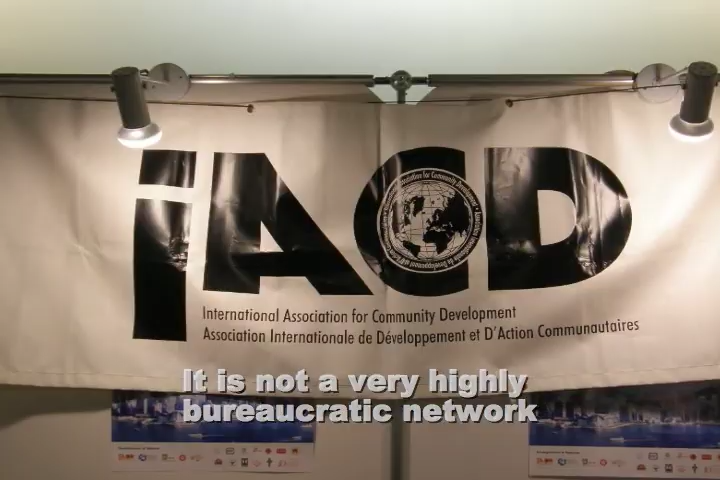 iACD
International Association for Community Development
Association Internationale de Développement et D'Action Communautaires
It is not a very highly
bureaucratic network